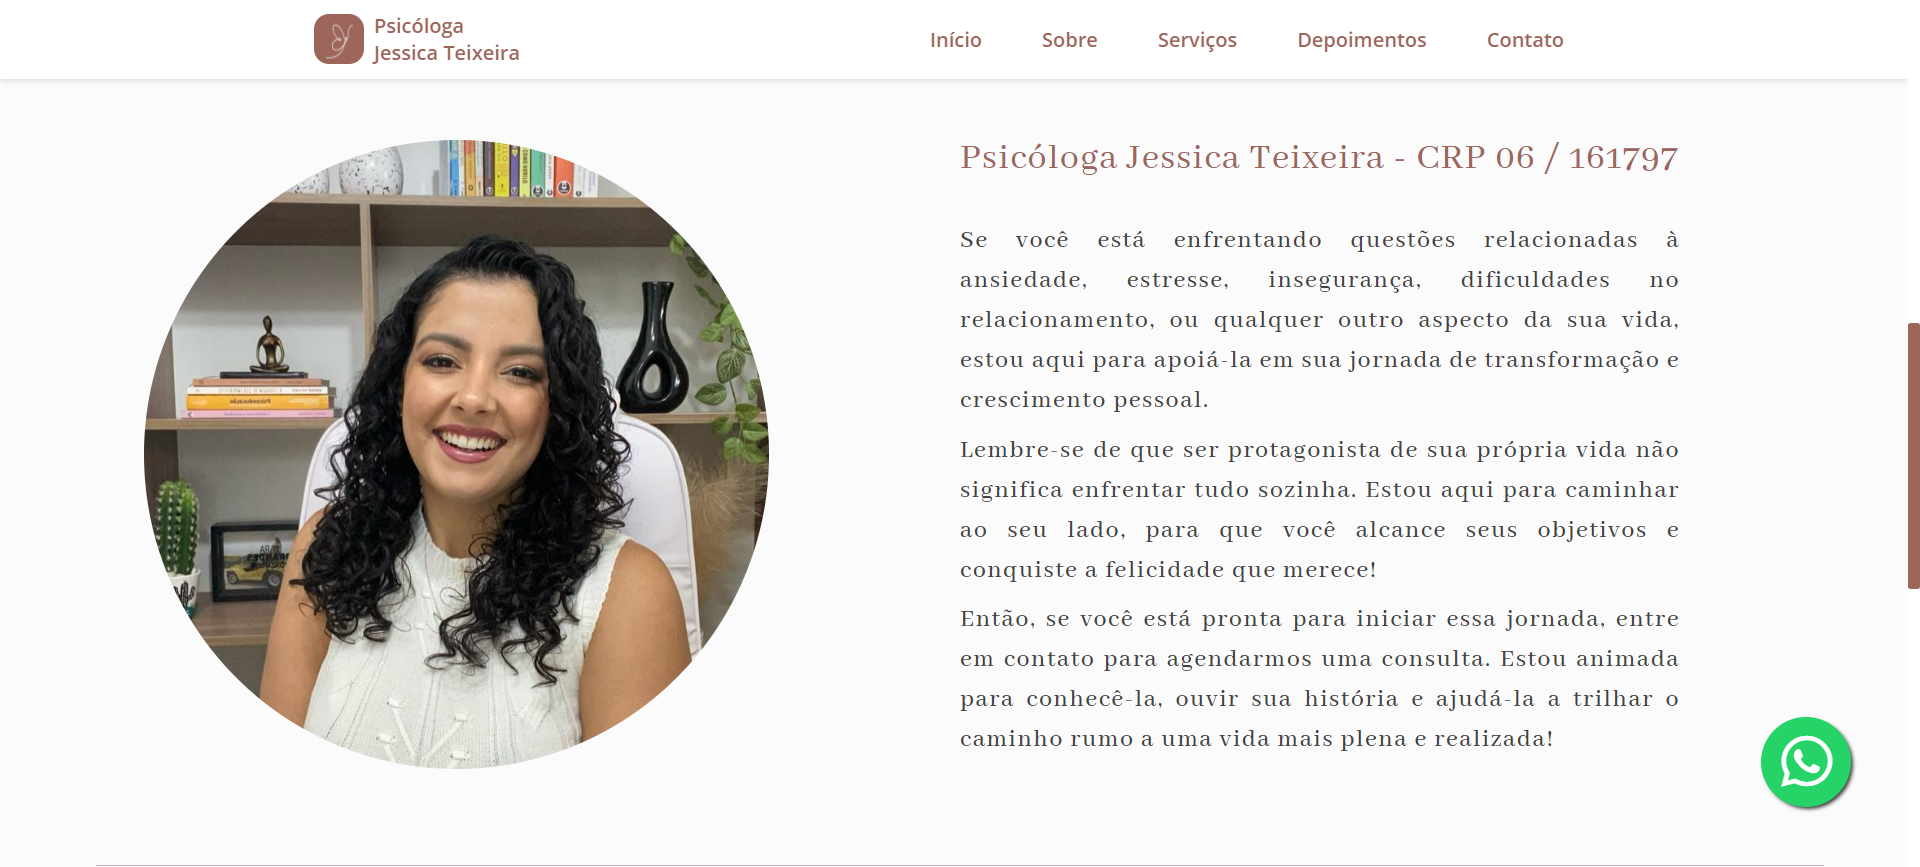 Psicóloga
Jessica Teixeira
Início Sobre Serviços Depoimentos Contato
Psicóloga Jessica Teixeira - CRP 06 / 161797
Se você está enfrentando questões relacionadas à
ansiedade, estresse, insegurança, dificuldades no
relacionamento, ou qualquer outro aspecto da sua vida,
estou aqui para apoiá-la em sua jornada de transformação e
crescimento pessoal.
Lembre-se de que ser protagonista de sua própria vida não
significa enfrentar tudo sozinha. Estou aqui para caminhar
ao seu lado, para que você alcance seus objetivos e
conquiste a felicidade que merece!
Então, se você está pronta para iniciar essa jornada, entre
em contato para agendarmos uma consulta. Estou animada
para conhecê-la, ouvir sua história e ajudá-la a trilhar o
caminho rumo a uma vida mais plena e realizada!
Psicoeducação